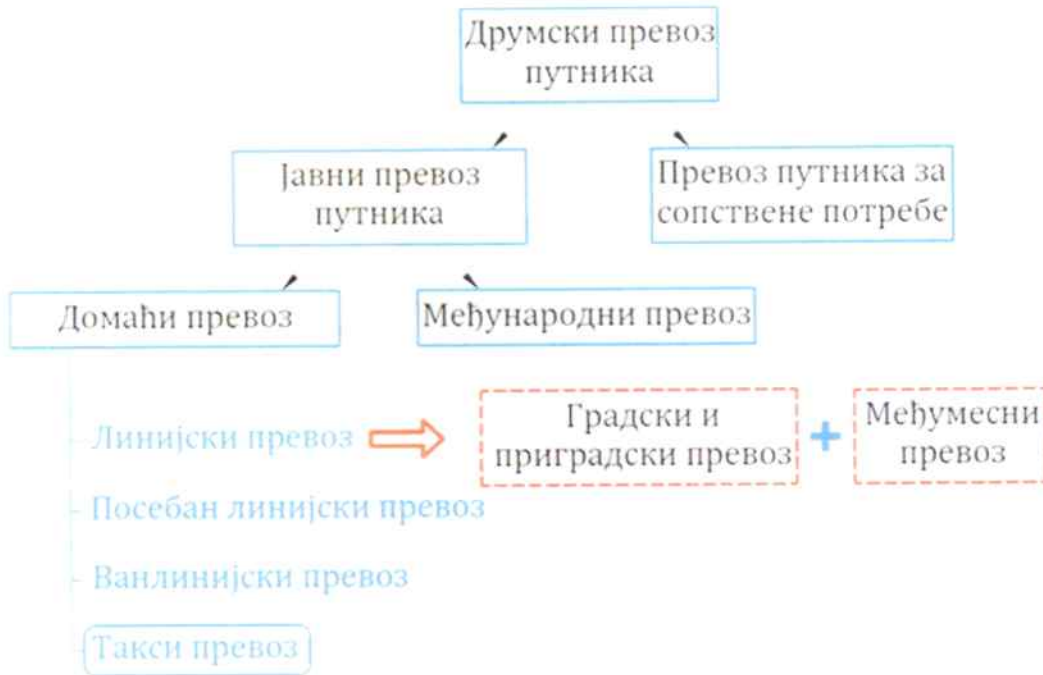 Друмски превоз
путника
Јавни превоз
путника
Превоз путника за
сопствене потребе
Домаћи превоз
Међународни превоз
Линијски превоз
Градски и
приградски превоз
+
Међумесни
превоз
Посебан линијски превоз
Ванлинијски превоз
Такси превоз